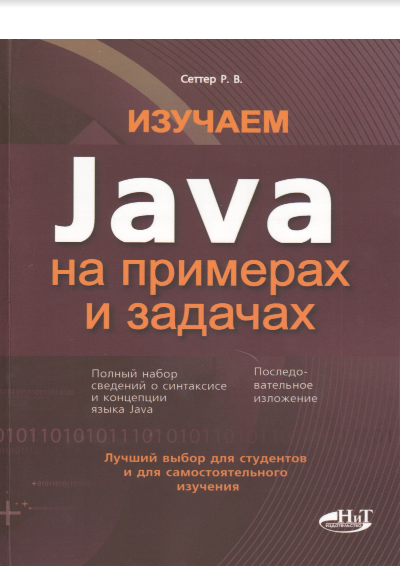 Сеттер Р. В.
ИЗУЧАЕМ
Java
на примерах
и задачах
Полный набор
сведений о синтаксисе
и концепции
языка Java
Последо-
вательное
изложение
Лучший выбор для студентов
и для самостоятельного
изучения
НиТ
ИЗДАТЕЛЬСТВО